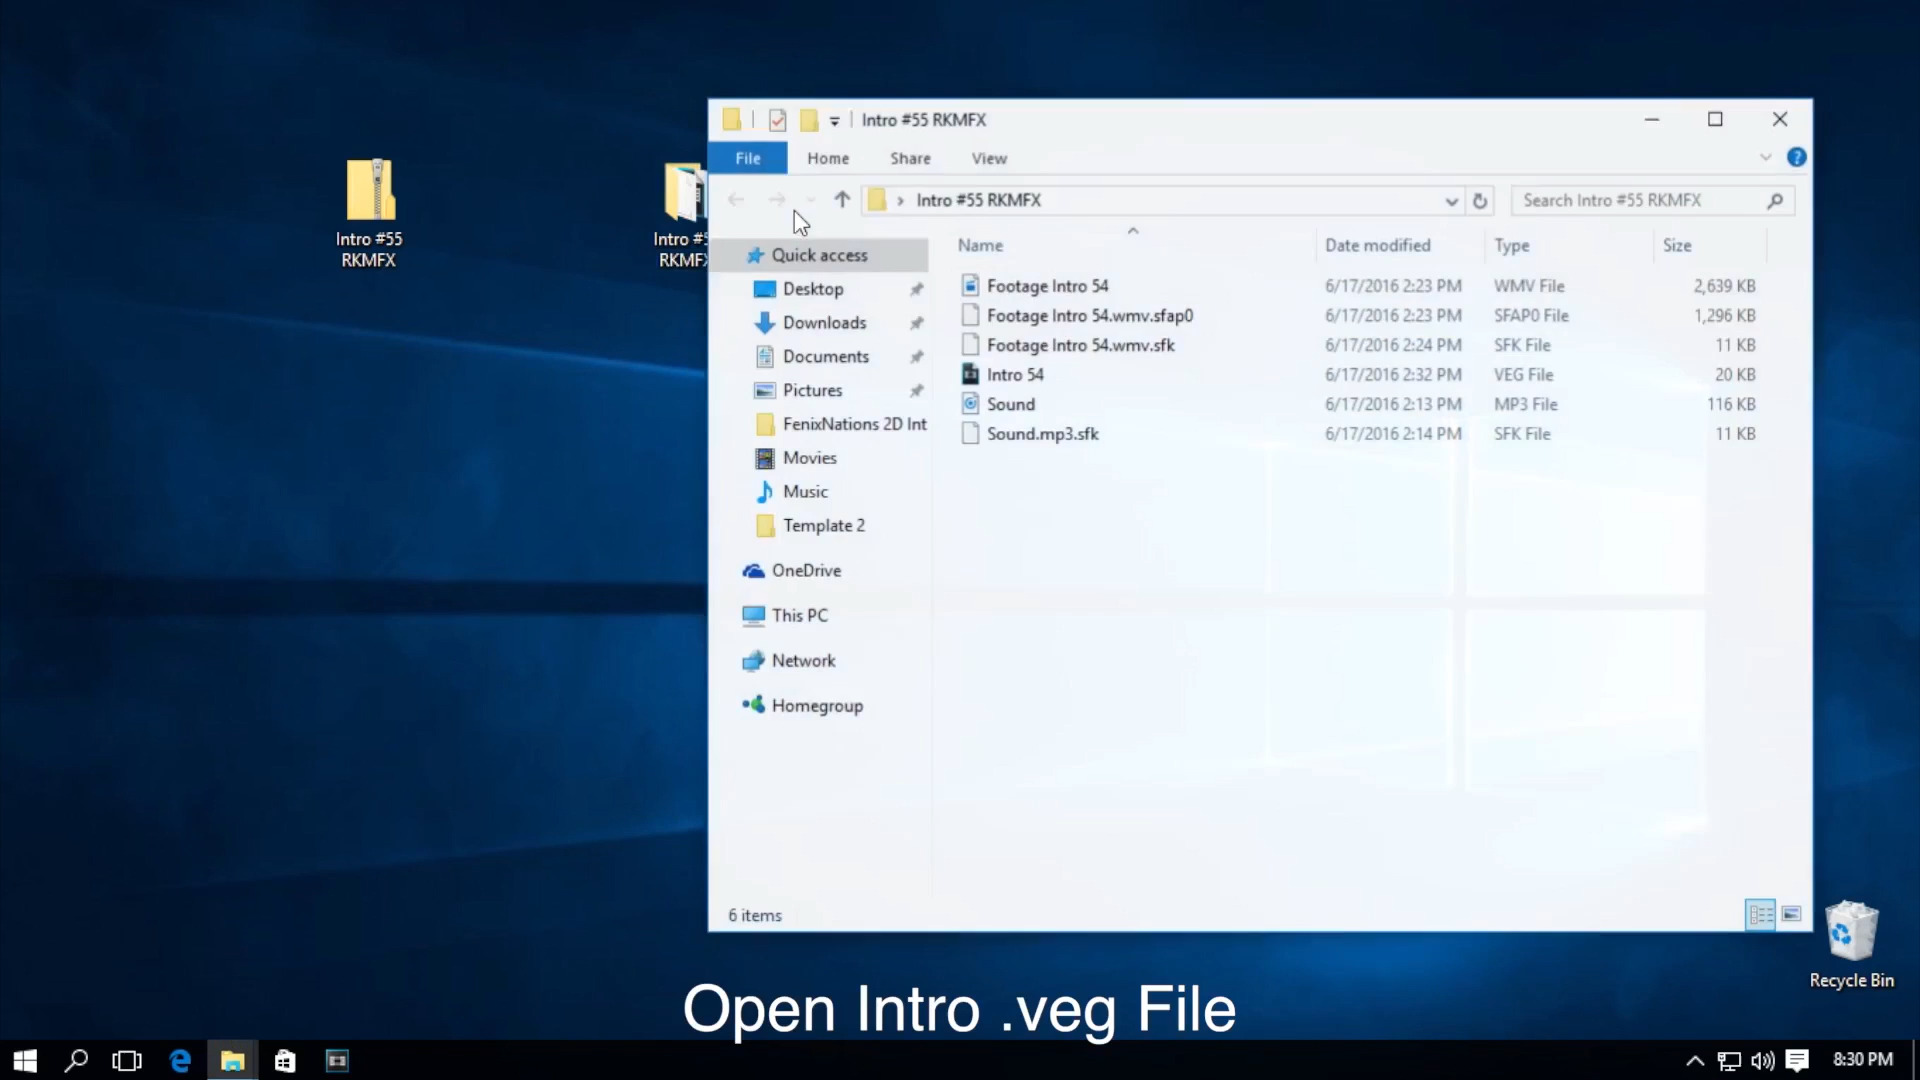 Intro #55 RKMFX
File Home Share View
Intro #55 RKMFX
Search Intro #55 RKMFX
Intro #55
RKMFX
Intro #5
RKMFX
Quick access
Desktop
Downloads
Documents
Pictures
FenixNations 2D Int
Movies
Music
Template 2
OneDrive
This PC
Network
Homegroup
Name Date modified Type Size
Footage Intro 54 6/17/2016 2:23 PM WMV File 2,639 KB
Footage Intro 54.wmv.sfap0 6/17/2016 2:23 PM SFAP0 File 1,296 KB
Footage Intro 54.wmv.sfk 6/17/2016 2:24 PM SFK File 11 KB
Intro 54 6/17/2016 2:32 PM VEG File 20 KB
Sound 6/17/2016 2:13 PM MP3 File 116 KB
Sound.mp3.sfk 6/17/2016 2:14 PM SFK File 11 KB
6 items
Recycle Bin
Open Intro .veg File
8:30 PM